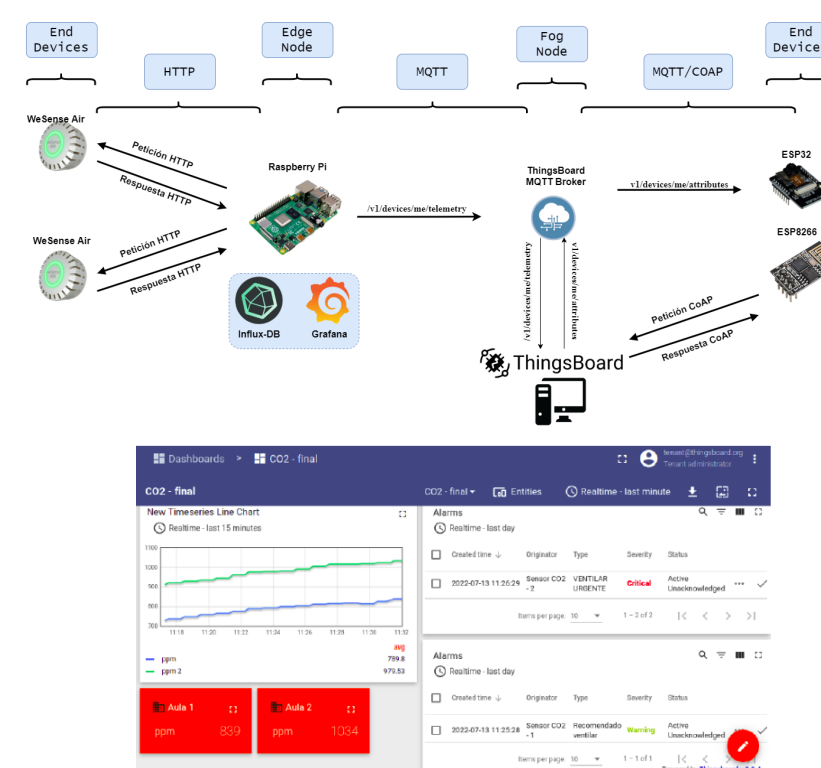 End
Devices
HTTP
Edge
Node
MQTT
Fog
Node
MQTT/COAP
End
Device
WeSense Air
Petición HTTP
Respuesta HTTP
Raspberry Pi
/v1/devices/me/telemetry
ThingsBoard
MQTT Broker
v1/devices/me/attributes
ESP32
WeSense Air
Petición HTTP
Respuesta HTTP
ESP8266
Influx-DB
Grafana
/v1/devices/me/telemetry
v1/devices/me/attributes
Petición CoAP
Respuesta CoAP
ThingsBoard
Dashboards > CO2 - final
tenant@thingsboard.org
Tenant administrator
CO2 - final
CO2 - final
Entities
Realtime - last minute
New Timeseries Line Chart
Realtime - last 15 minutes
1100
1000
900
800
700
11:18 11:20 11:22 11:24 11:26 11:28 11:30 11:32
avg
ppm 789.8
ppm 2 979.53
Aula 1
ppm 839
Aula 2
ppm 1034
Alarms
Realtime - last day
Created time Originator Type Severity Status
2022-07-13 11:26:29 Sensor CO2 - 2 VENTILAR URGENTE Critical Active Unacknowledged
Items per page: 10 1 – 2 of 2
Alarms
Realtime - last day
Created time Originator Type Severity Status
2022-07-13 11:25:28 Sensor CO2 - 1 Recomendado ventilar Warning Active Unacknowledged
Items per page: 10 1 – 1 of 1